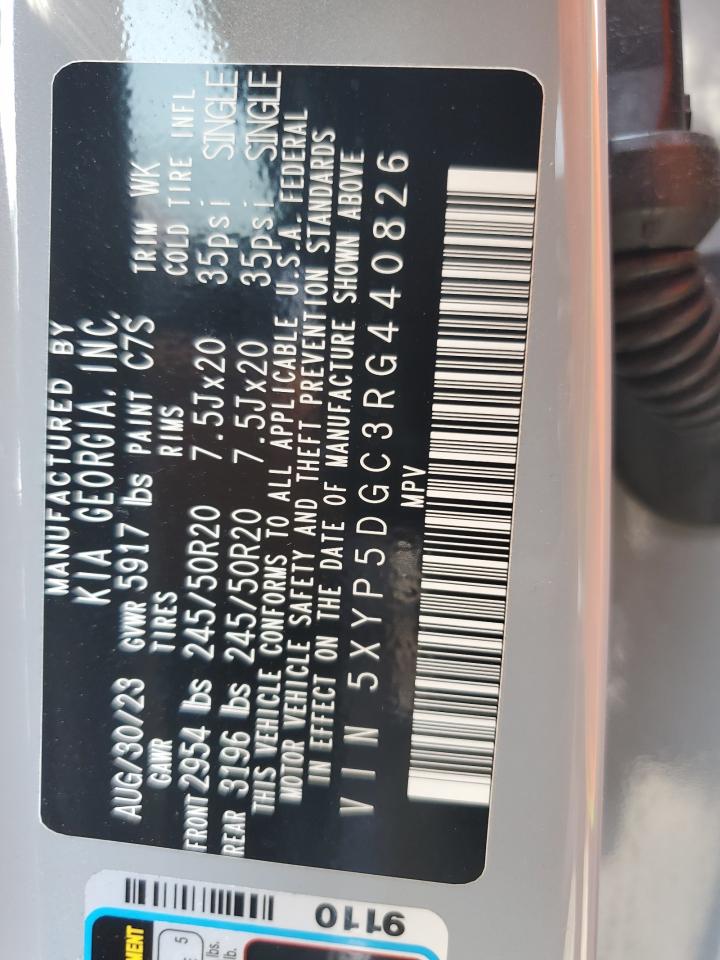 MANUFACTURED BY
KIA GEORGIA, INC.
AUG/30/23 GVWR 5917 lbs PAINT C7S TRIM WK
GAWR TIRES RIMS COLD TIRE INFL
FRONT 2954 lbs 245/50R20 7.5Jx20 35psi SINGLE
REAR 3196 lbs 245/50R20 7.5Jx20 35psi SINGLE
THIS VEHICLE CONFORMS TO ALL APPLICABLE U.S.A. FEDERAL
MOTOR VEHICLE SAFETY AND THEFT PREVENTION STANDARDS
IN EFFECT ON THE DATE OF MANUFACTURE SHOWN ABOVE
VIN 5XYP5DGC3RG440826
MPV
9110
5
lbs.
lb.